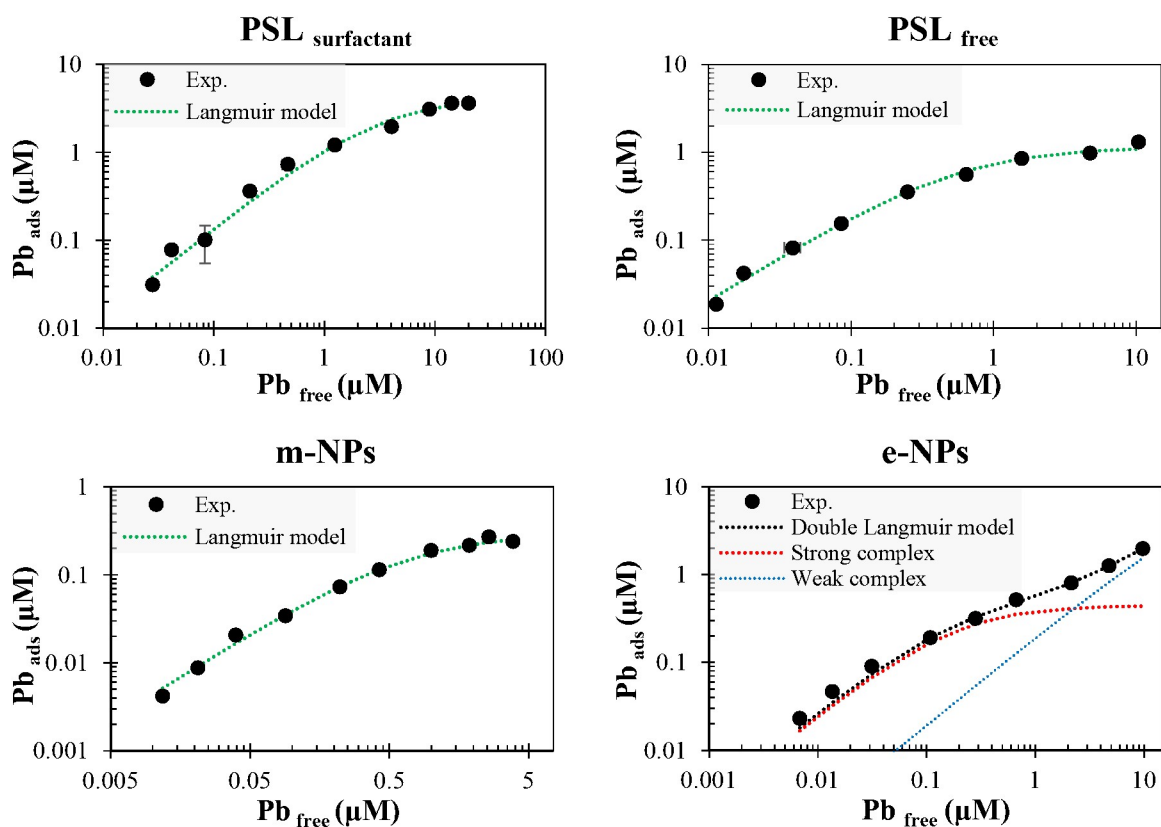 PSL surfactant
10
1
0.1
0.01
Pb ads (µM)
Exp.
Langmuir model
0.01 0.1 1 10 100
Pb free (µM)
PSL free
10
1
0.1
0.01
Pb ads (µM)
Exp.
Langmuir model
0.01 0.1 1 10
Pb free (µM)
m-NPs
1
0.1
0.01
0.001
Pb ads (µM)
Exp.
Langmuir model
0.005 0.05 0.5 5
Pb free (µM)
e-NPs
10
1
0.1
0.01
Pb ads (µM)
Exp.
Double Langmuir model
Strong complex
Weak complex
0.001 0.01 0.1 1 10
Pb free (µM)